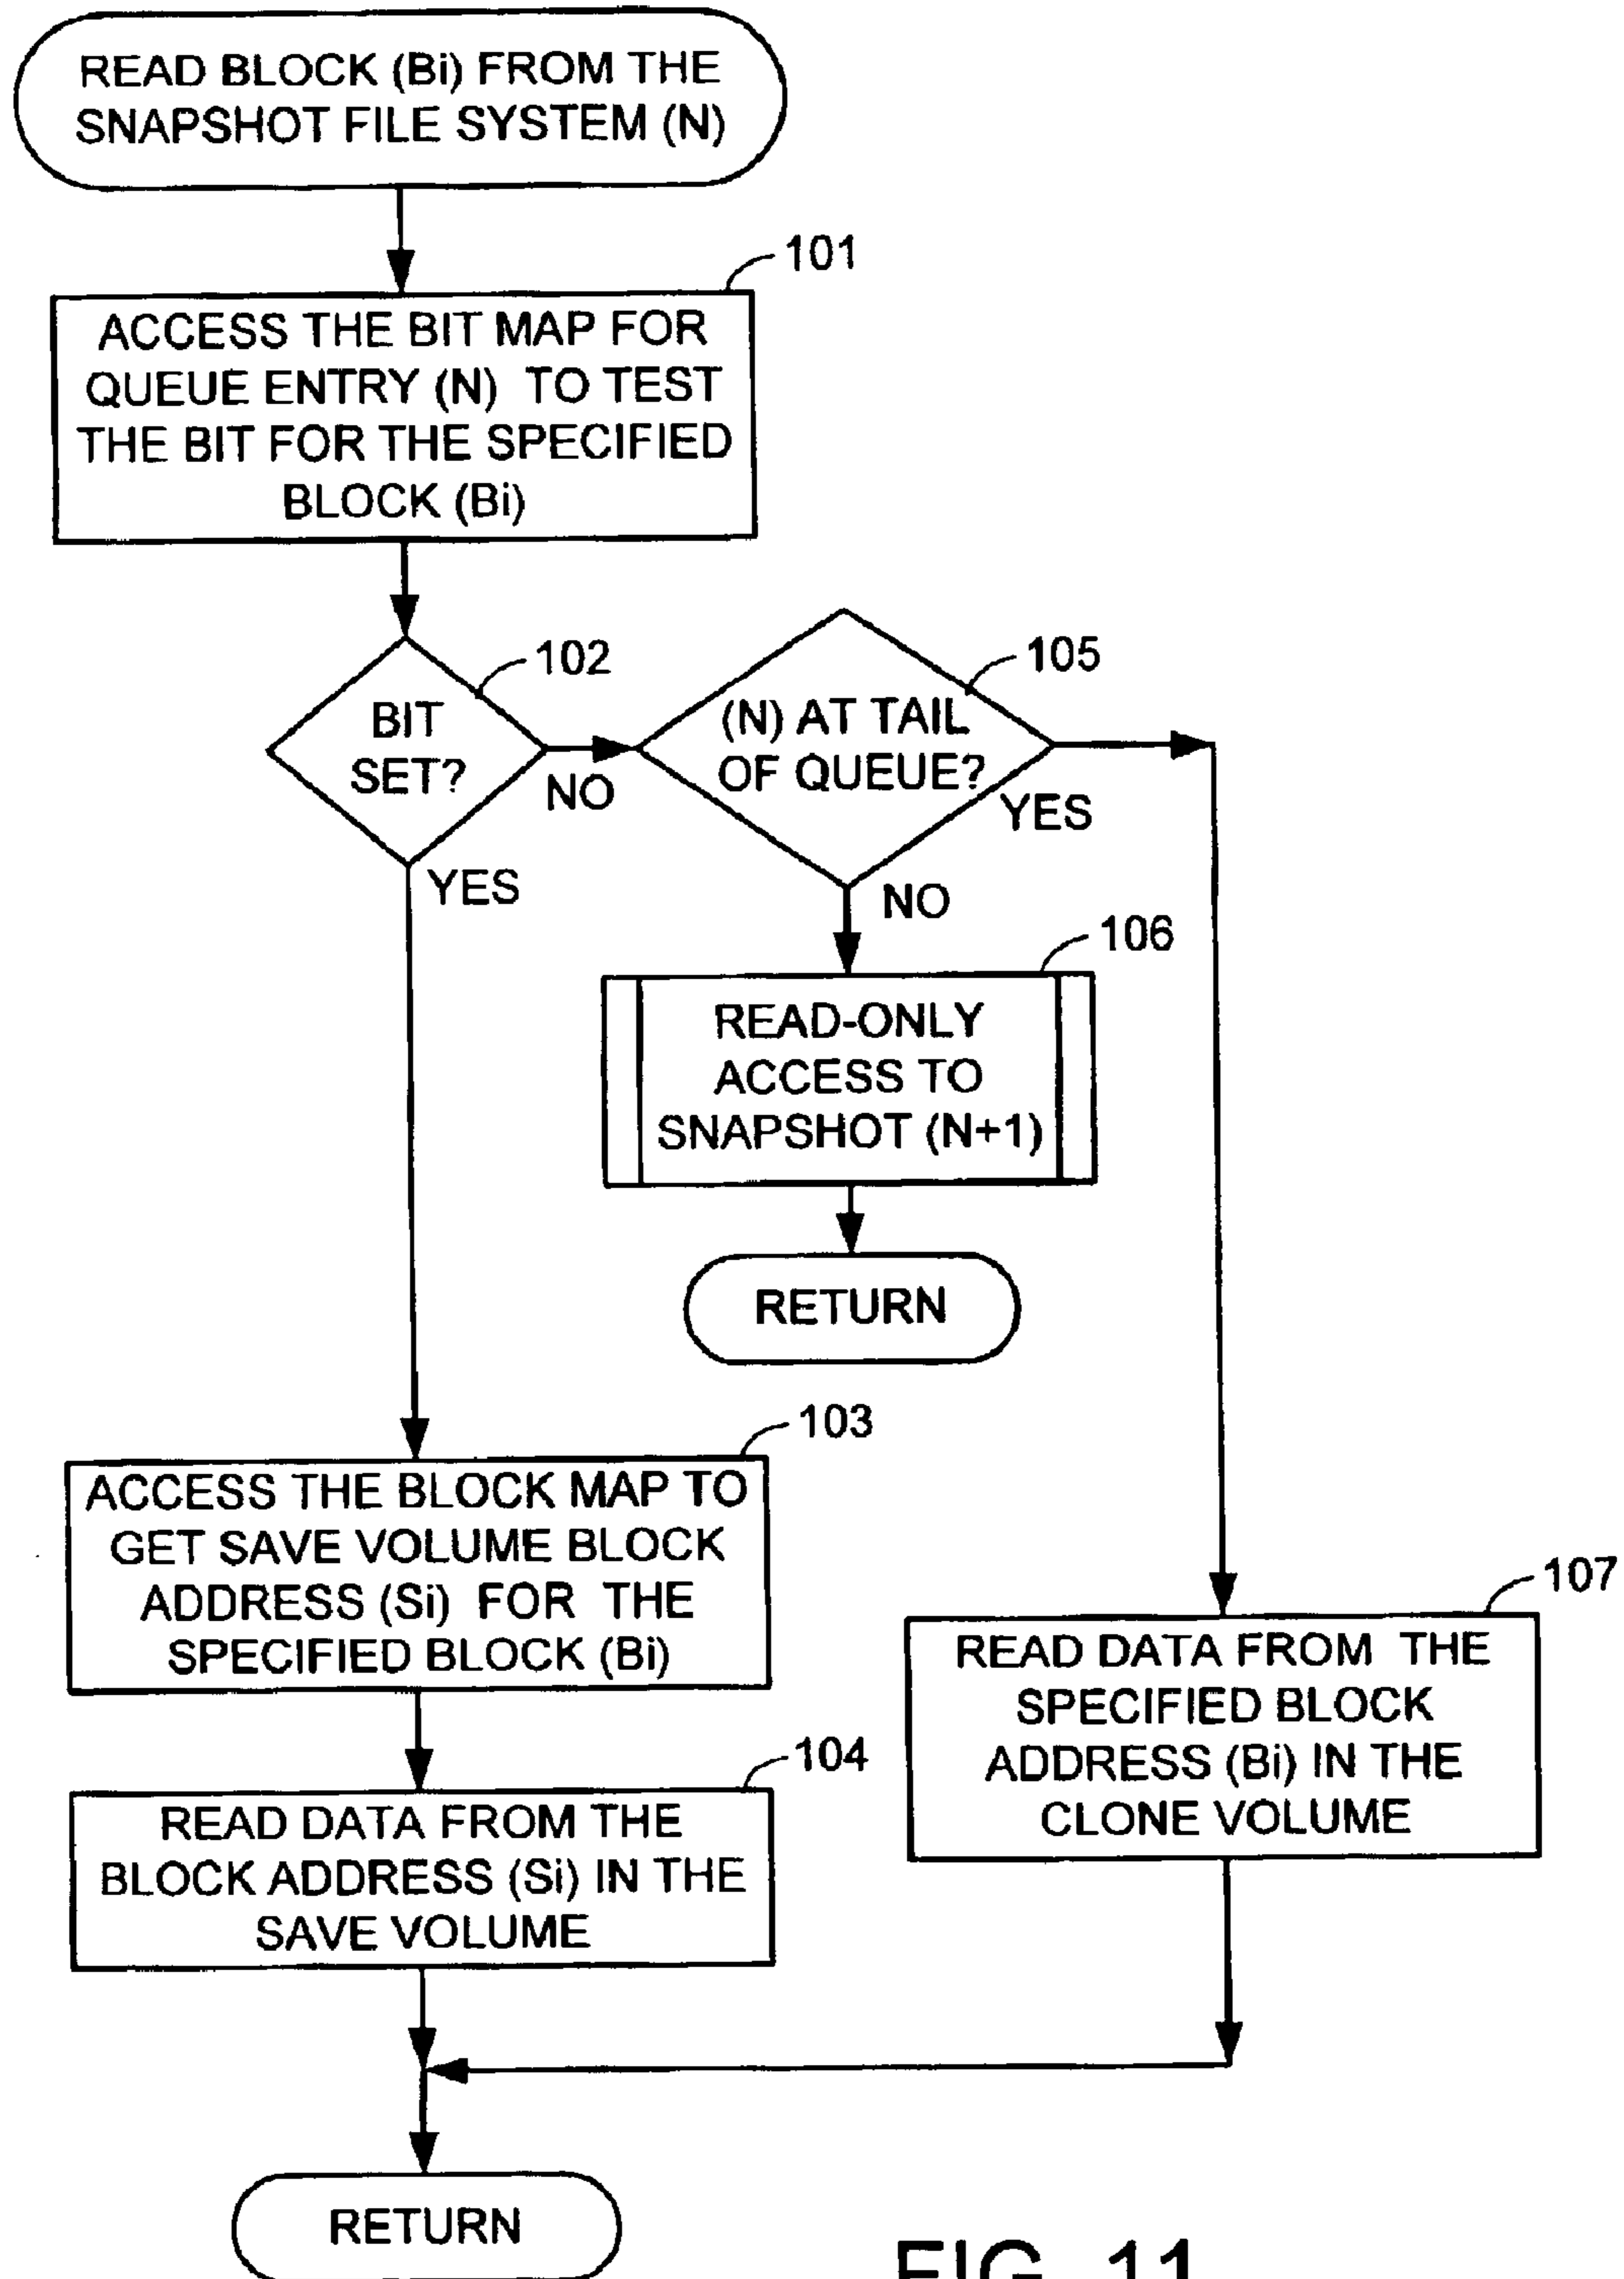 READ BLOCK (Bi) FROM THE
SNAPSHOT FILE SYSTEM (N)
101
ACCESS THE BIT MAP FOR
QUEUE ENTRY (N) TO TEST
THE BIT FOR THE SPECIFIED
BLOCK (Bi)
102
BIT
SET?
NO
YES
105
(N) AT TAIL
OF QUEUE?
YES
NO
106
READ-ONLY
ACCESS TO
SNAPSHOT (N+1)
RETURN
103
ACCESS THE BLOCK MAP TO
GET SAVE VOLUME BLOCK
ADDRESS (Si) FOR THE
SPECIFIED BLOCK (Bi)
104
READ DATA FROM THE
BLOCK ADDRESS (Si) IN THE
SAVE VOLUME
107
READ DATA FROM THE
SPECIFIED BLOCK
ADDRESS (Bi) IN THE
CLONE VOLUME
RETURN
FIG. 11